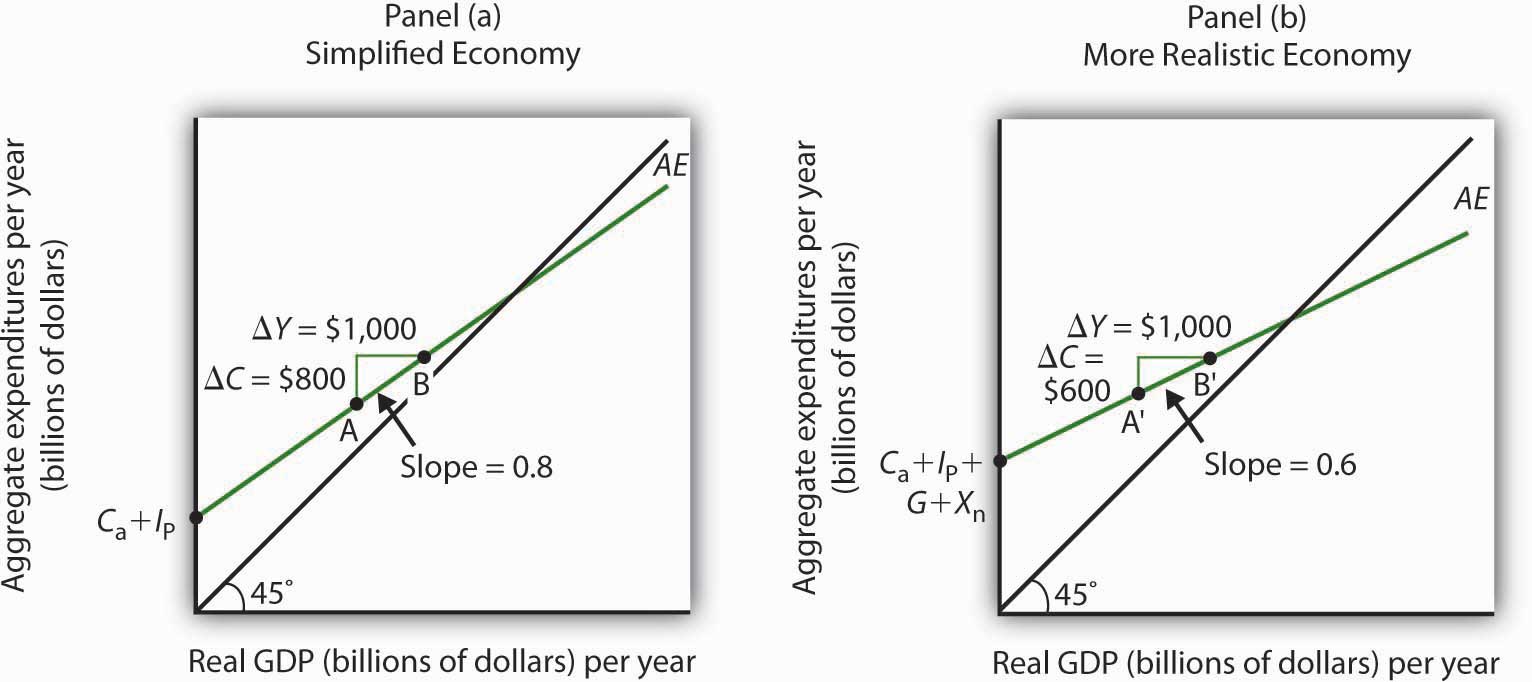 Panel (a)
Simplified Economy
Aggregate expenditures per year
(billions of dollars)
AE
ΔY = $1,000
ΔC = $800
B
A
Slope = 0.8
Ca+IP
45°
Real GDP (billions of dollars) per year
Panel (b)
More Realistic Economy
Aggregate expenditures per year
(billions of dollars)
AE
ΔY = $1,000
ΔC =
$600
B'
A'
Slope = 0.6
Ca+IP+
G+Xn
45°
Real GDP (billions of dollars) per year